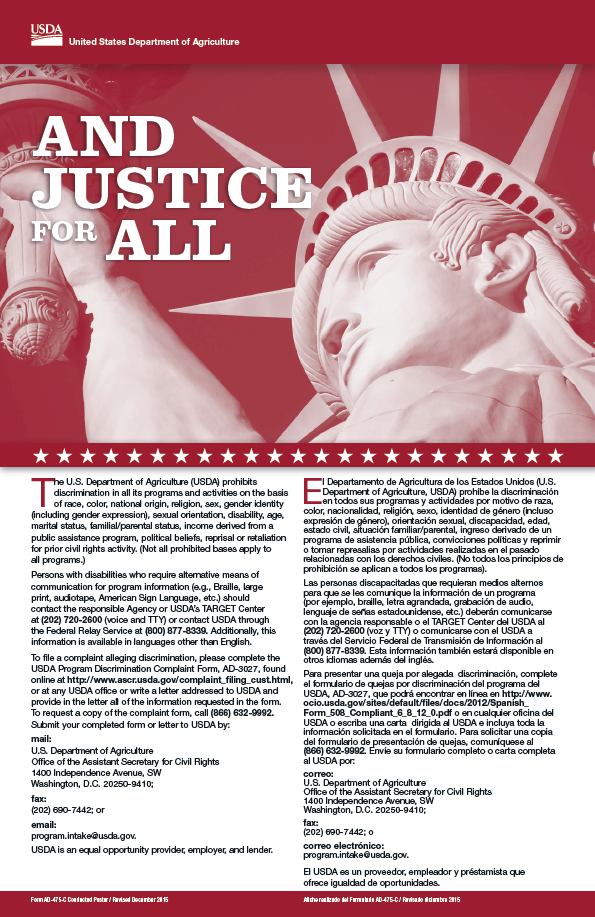 USDA
United States Department of Agriculture
AND
JUSTICE
FOR ALL
The U.S. Department of Agriculture (USDA) prohibits
discrimination in all its programs and activities on the basis
of race, color, national origin, religion, sex, gender identity
(including gender expression), sexual orientation, disability, age,
marital status, familial/parental status, income derived from a
public assistance program, political beliefs, reprisal or retaliation
for prior civil rights activity. (Not all prohibited bases apply to
all programs.)
Persons with disabilities who require alternative means of
communication for program information (e.g., Braille, large
print, audiotape, American Sign Language, etc.) should
contact the responsible Agency or USDA's TARGET Center
at (202) 720-2600 (voice and TTY) or contact USDA through
the Federal Relay Service at (800) 877-8339. Additionally, this
information is available in languages other than English.
To file a complaint alleging discrimination, please complete the
USDA Program Discrimination Complaint Form, AD-3027, found
online at http://www.ascr.usda.gov/complaint_filing_cust.html,
or at any USDA office or write a letter addressed to USDA and
provide in the letter all of the information requested in the form.
To request a copy of the complaint form, call (866) 632-9992.
Submit your completed form or letter to USDA by:
mail:
U.S. Department of Agriculture
Office of the Assistant Secretary for Civil Rights
1400 Independence Avenue, SW
Washington, D.C. 20250-9410;
fax:
(202) 690-7442; or
email:
program.intake@usda.gov.
USDA is an equal opportunity provider, employer, and lender.
El Departamento de Agricultura de los Estados Unidos (U.S.
Department of Agriculture, USDA) prohíbe la discriminación
en todos sus programas y actividades por motivo de raza,
color, nacionalidad, religión, sexo, identidad de género (incluso
expresión de género), orientación sexual, discapacidad, edad,
estado civil, situación familiar/parental, ingreso derivado de un
programa de asistencia pública, convicciones políticas y reprimir
o tomar represalias por actividades realizadas en el pasado
relacionadas con los derechos civiles. (No todos los principios de
prohibición se aplican a todos los programas).
Las personas discapacitadas que requieran medios alternos
para que se les comunique la información de un programa
(por ejemplo, braille, letra agrandada, grabación de audio,
lenguaje de señas estadounidense, etc.) deberán comunicarse
con la agencia responsable o el TARGET Center del USDA al
(202) 720-2600 (voz y TTY) o comunicarse con el USDA a
través del Servicio Federal de Transmisión de Información al
(800) 877-8339. Esta información también estará disponible en
otros idiomas además del inglés.
Para presentar una queja por alegada discriminación, complete
el formulario de quejas por discriminación del programa del
USDA, AD-3027, que podrá encontrar en línea en http://www.
ocio.usda.gov/sites/default/files/docs/2012/Spanish_
Form_508_Compliant_6_8_12_0.pdf o en cualquier oficina del
USDA o escriba una carta dirigida al USDA e incluya toda la
información solicitada en el formulario. Para solicitar una copia
del formulario de presentación de quejas, comuníquese al
(866) 632-9992. Envíe su formulario completo o carta completa
al USDA por:
correo:
U.S. Department of Agriculture
Office of the Assistant Secretary for Civil Rights
1400 Independence Avenue, SW
Washington, D.C. 20250-9410;
fax:
(202) 690-7442; o
correo electrónico:
program.intake@usda.gov.
El USDA es un proveedor, empleador y préstamista que
ofrece igualdad de oportunidades.
Form AD-475-C Conducted Poster / Revised December 2015
Afiche realizado del Formulado AD-475-C / Revisado diciembre 2015